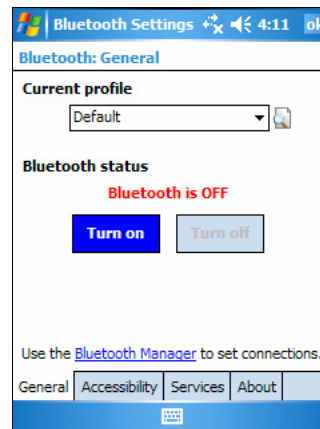 Bluetooth Settings 4:11 ok
Bluetooth: General
Current profile
Default
Bluetooth status
Bluetooth is OFF
Turn on Turn off
Use the Bluetooth Manager to set connections.
General Accessibility Services About